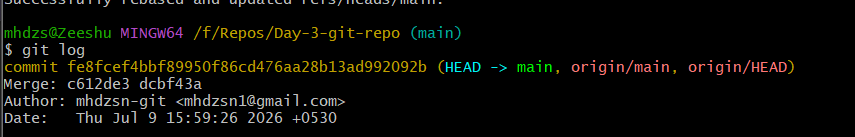 Successfully rebased and updated refs/heads/main.
mhdzs@Zeeshu MINGW64 /f/Repos/Day-3-git-repo (main)
$ git log
commit fe8fcef4bbf89950f86cd476aa28b13ad992092b (HEAD -> main, origin/main, origin/HEAD)
Merge: c612de3 dcbf43a
Author: mhdzsn-git <mhdzsn1@gmail.com>
Date:   Thu Jul 9 15:59:26 2026 +0530